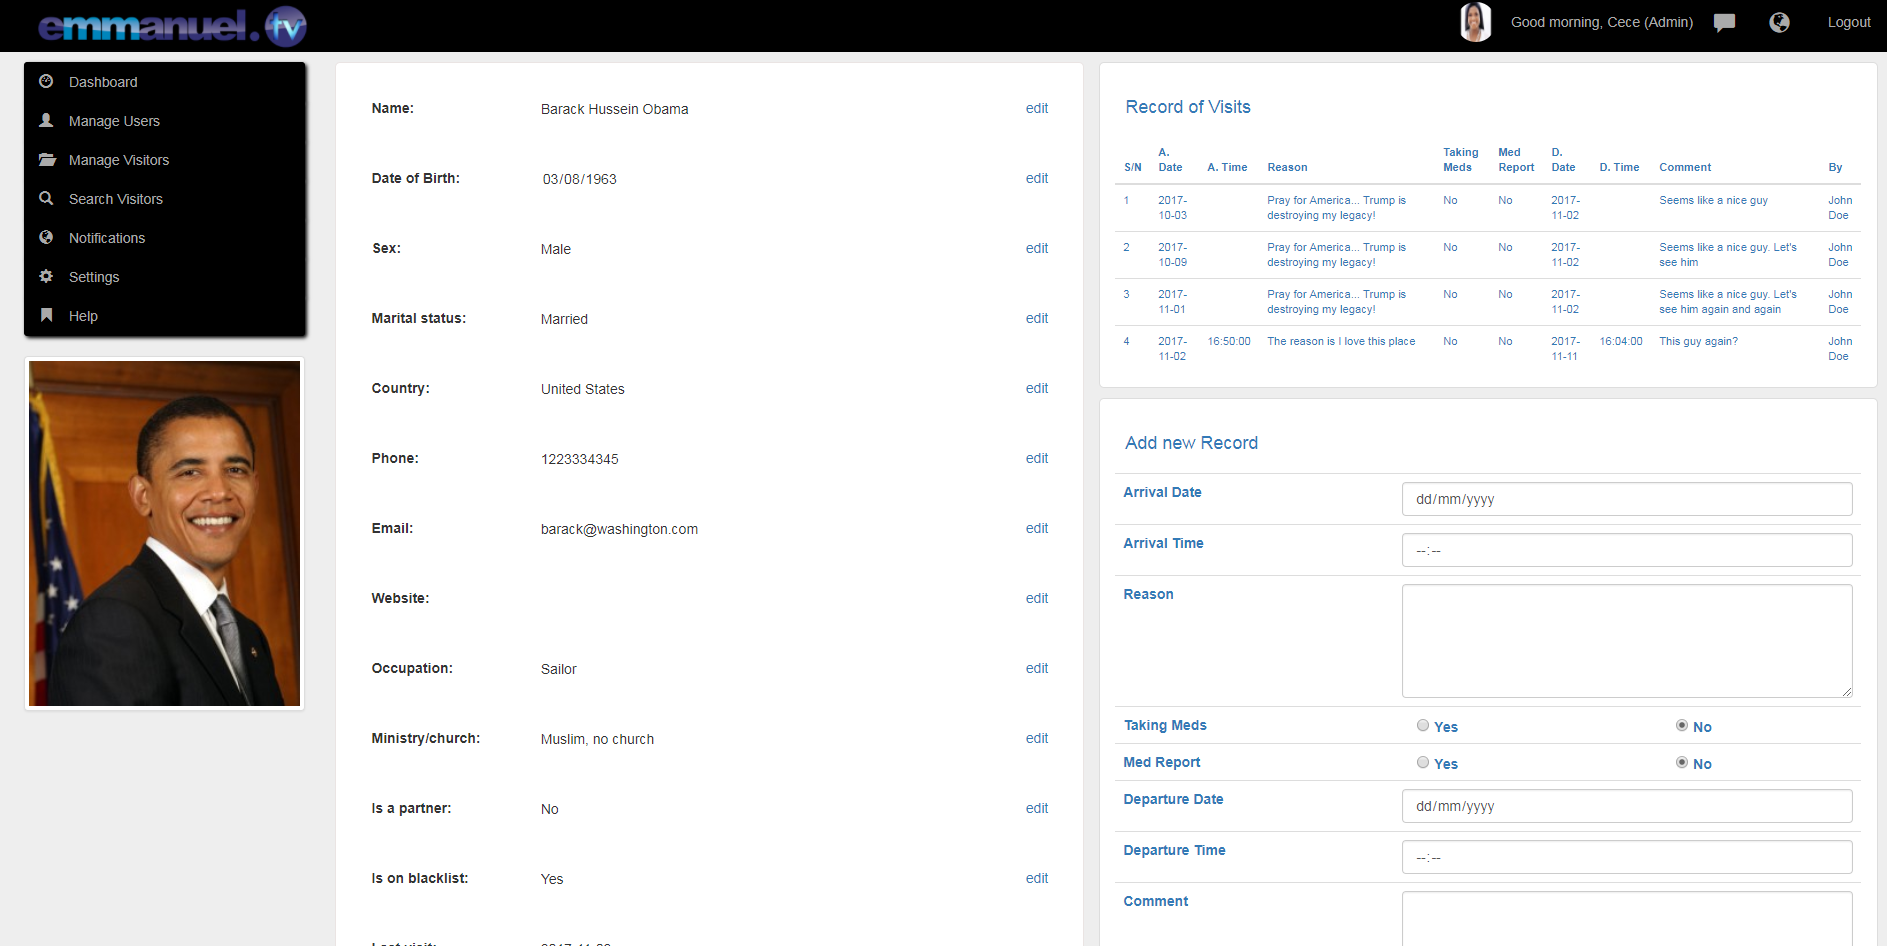 emmanuel.tv
Good morning, Cece (Admin)
Logout
Dashboard
Manage Users
Manage Visitors
Search Visitors
Notifications
Settings
Help
Name: Barack Hussein Obama edit
Date of Birth: 03/08/1963 edit
Sex: Male edit
Marital status: Married edit
Country: United States edit
Phone: 1223334345 edit
Email: barack@washington.com edit
Website: edit
Occupation: Sailor edit
Ministry/church: Muslim, no church edit
Is a partner: No edit
Is on blacklist: Yes edit
Record of Visits
A. Taking Med D.
S/N Date A. Time Reason Meds Report Date D. Time Comment By
1 2017- Pray for America... Trump is No No 2017- Seems like a nice guy John
10-03 destroying my legacy! 11-02 Doe
2 2017- Pray for America... Trump is No No 2017- Seems like a nice guy. Let's John
10-09 destroying my legacy! 11-02 see him Doe
3 2017- Pray for America... Trump is No No 2017- Seems like a nice guy. Let's John
11-01 destroying my legacy! 11-02 see him again and again Doe
4 2017- 16:50:00 The reason is I love this place No No 2017- 16:04:00 This guy again? John
11-02 11-11 Doe
Add new Record
Arrival Date dd/mm/yyyy
Arrival Time --:--
Reason
Taking Meds Yes No
Med Report Yes No
Departure Date dd/mm/yyyy
Departure Time --:--
Comment